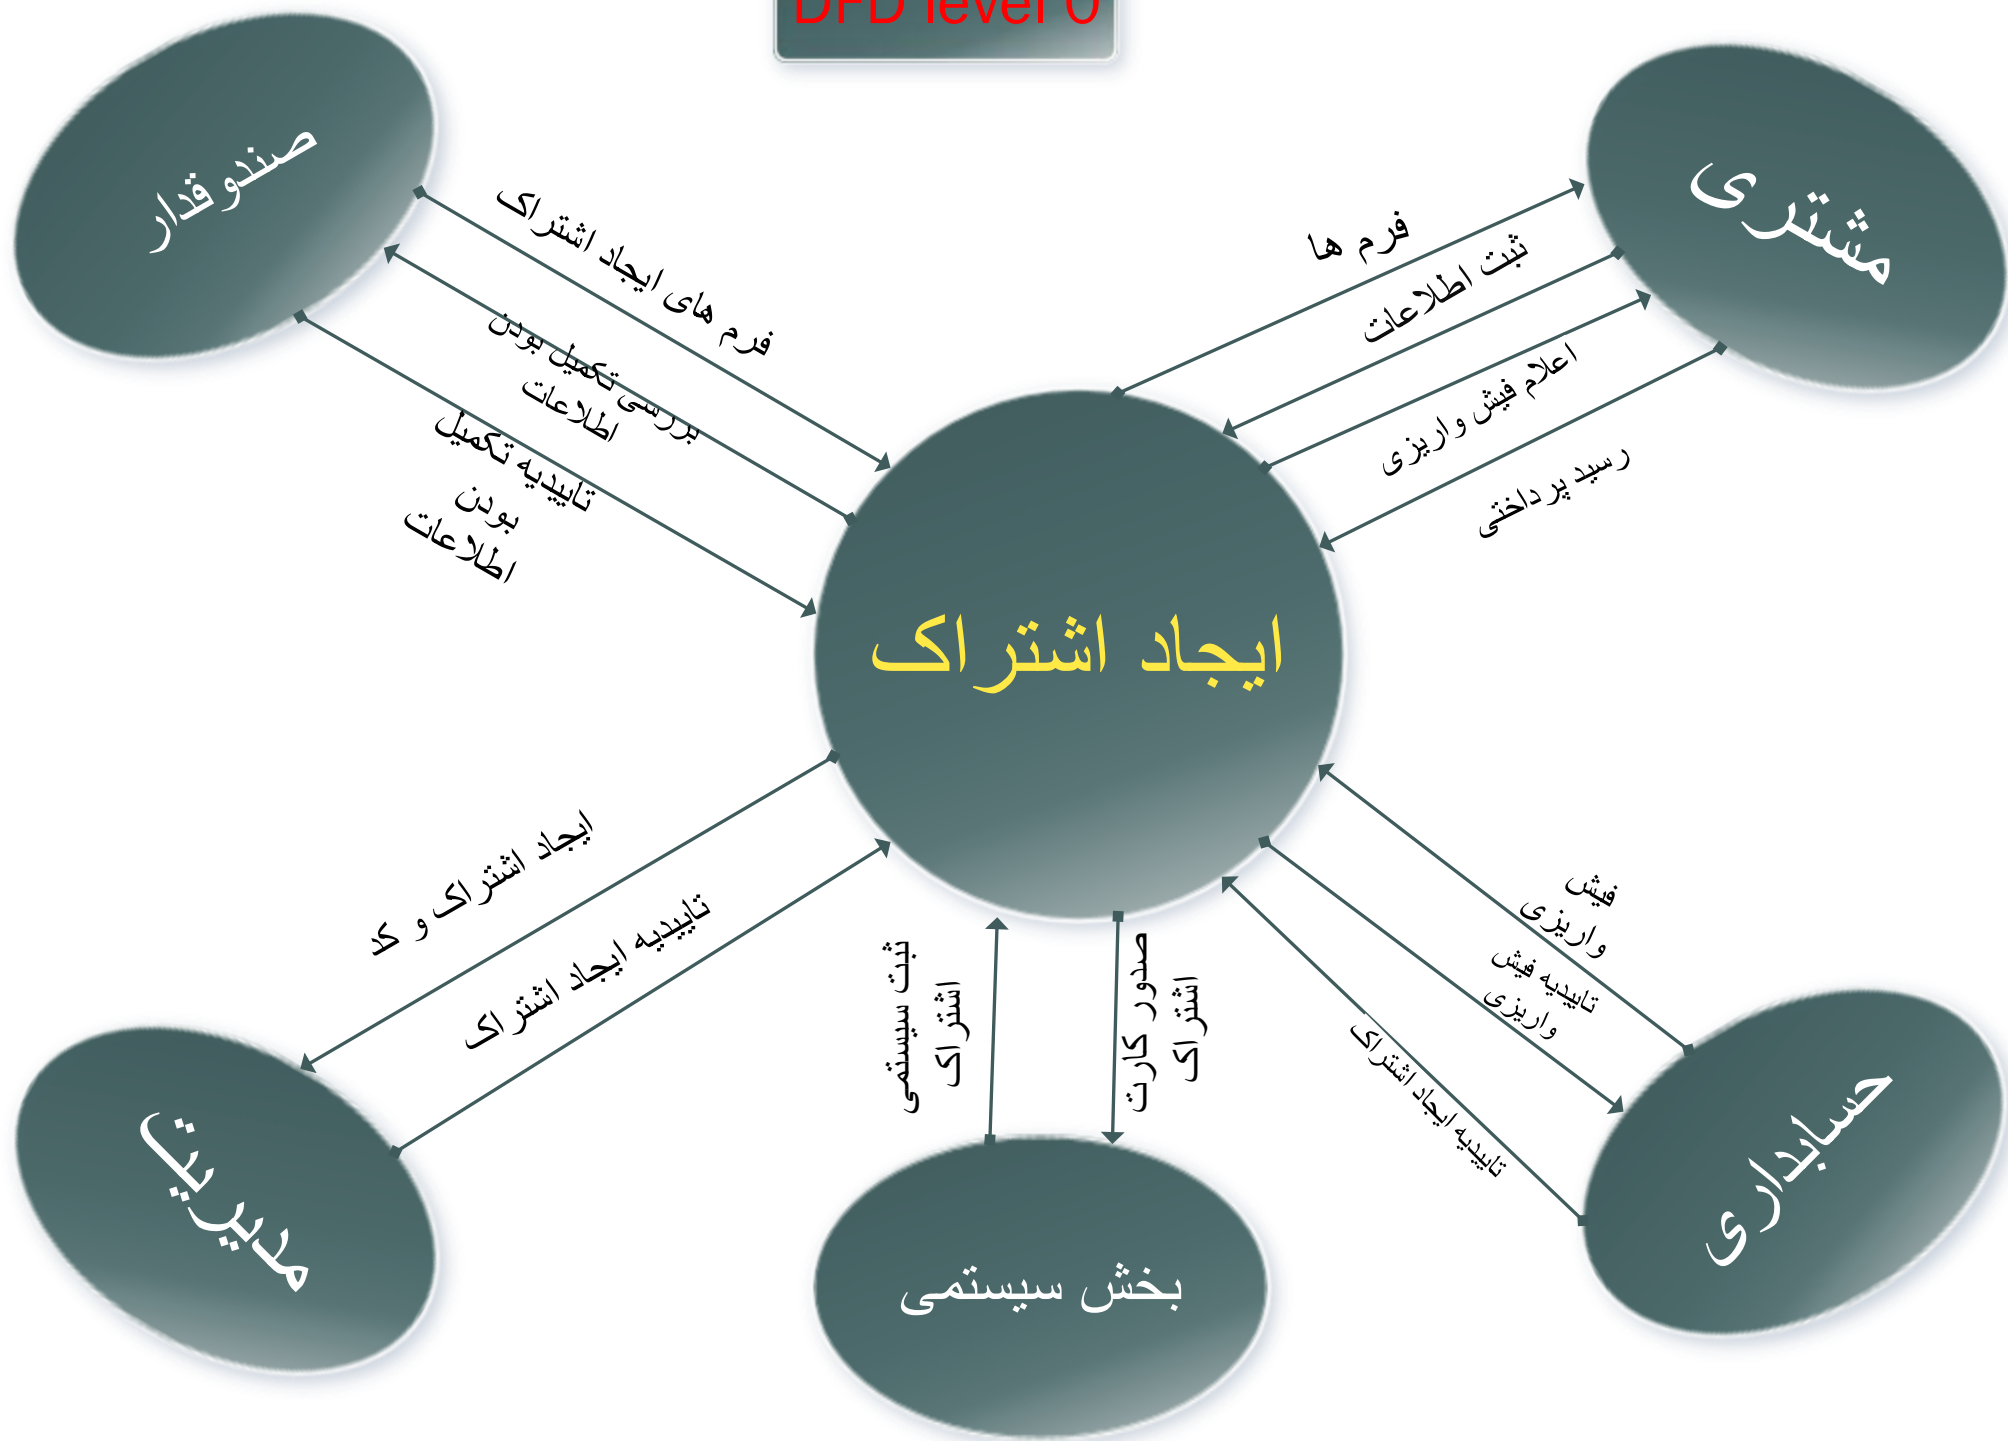 DFD level 0
صندوقدار
مشتری
فرم های ایجاد اشتراک
بررسی تکمیل بودن
اطلاعات
تاییدیه تکمیل
بودن
اطلاعات
فرم ها
ثبت اطلاعات
اعلام فیش واریزی
رسید پرداختی
ایجاد اشتراک
ایجاد اشتراک و کد
تاییدیه ایجاد اشتراک
ثبت سیستمی
اشتراک
صدور کارت
اشتراک
فیش
واریزی
تاییدیه فیش
واریزی
تاییدیه ایجاد اشتراک
مدیریت
بخش سیستمی
حسابداری